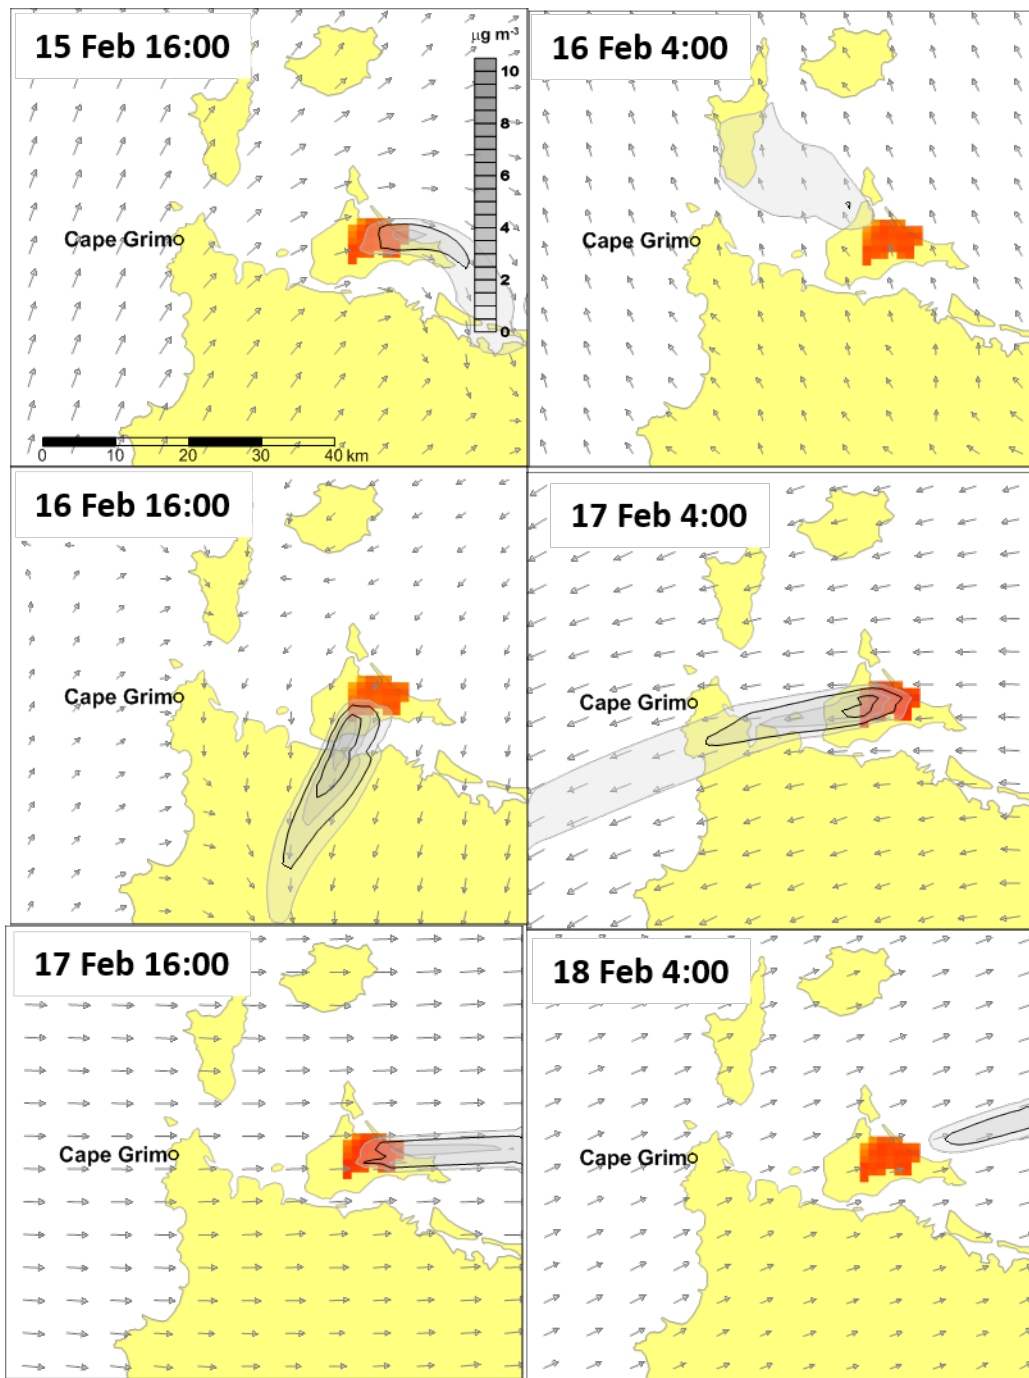 15 Feb 16:00
µg m⁻³
10
8
6
4
2
0
Cape Grim
0 10 20 30 40 km
16 Feb 4:00
Cape Grim
16 Feb 16:00
Cape Grim
17 Feb 4:00
Cape Grim
17 Feb 16:00
Cape Grim
18 Feb 4:00
Cape Grim